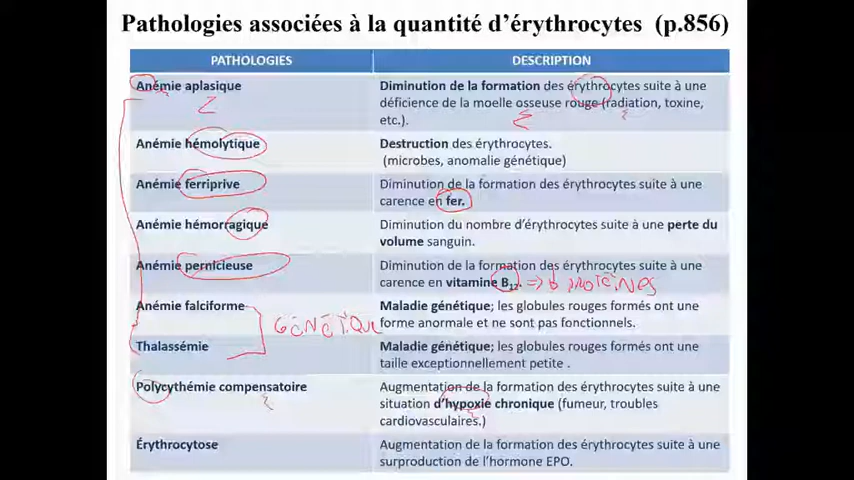 Pathologies associées à la quantité d'érythrocytes (p.856)
PATHOLOGIES DESCRIPTION
Anémie aplasique
Diminution de la formation des érythrocytes suite à une
déficience de la moelle osseuse rouge (radiation, toxine,
etc.).
Anémie hémolytique
Destruction des érythrocytes.
(microbes, anomalie génétique)
Anémie ferriprive
Diminution de la formation des érythrocytes suite à une
carence en fer.
Anémie hémorragique
Diminution du nombre d'érythrocytes suite à une perte du
volume sanguin.
Anémie pernicieuse
Diminution de la formation des érythrocytes suite à une
carence en vitamine B12. => PROTÉINES
Anémie falciforme
Maladie génétique; les globules rouges formés ont une
forme anormale et ne sont pas fonctionnels.
GÉNÉTIQUE
Thalassémie
Maladie génétique; les globules rouges formés ont une
taille exceptionnellement petite .
Polycythémie compensatoire
Augmentation de la formation des érythrocytes suite à une
situation d'hypoxie chronique (fumeur, troubles
cardiovasculaires.)
Érythrocytose
Augmentation de la formation des érythrocytes suite à une
surproduction de l'hormone EPO.